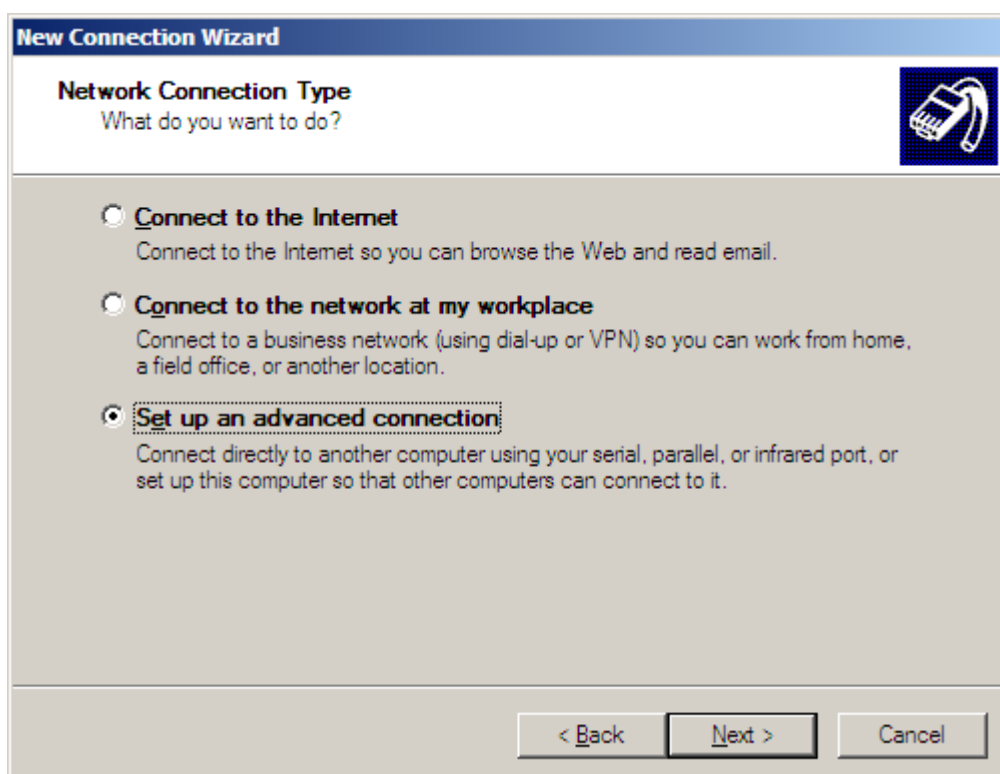 New Connection Wizard
Network Connection Type
What do you want to do?
Connect to the Internet
Connect to the Internet so you can browse the Web and read email.
Connect to the network at my workplace
Connect to a business network (using dial-up or VPN) so you can work from home,
a field office, or another location.
Set up an advanced connection
Connect directly to another computer using your serial, parallel, or infrared port, or
set up this computer so that other computers can connect to it.
< Back
Next >
Cancel